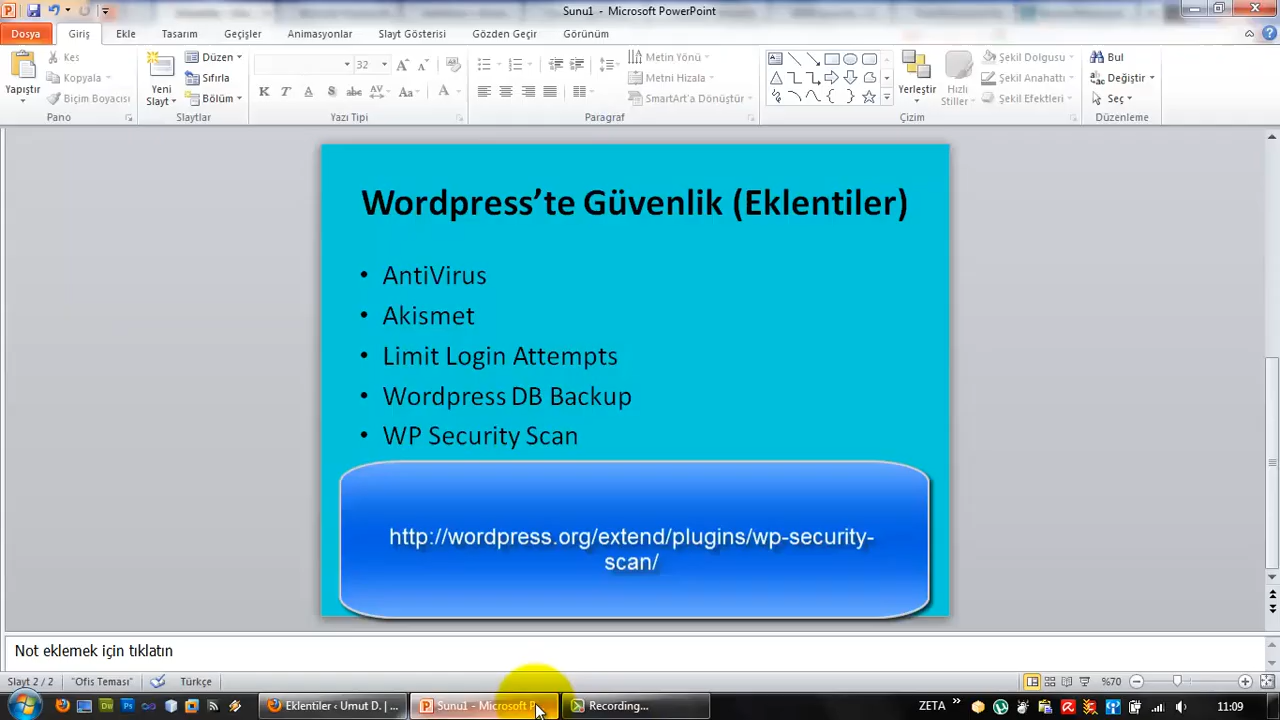 Sunu1 - Microsoft PowerPoint
Dosya Giriş Ekle Tasarım Geçişler Animasyonlar Slayt Gösterisi Gözden Geçir Görünüm
Yapıştır
Kes
Kopyala
Biçim Boyacısı
Pano
Yeni
Slayt
Düzen
Sıfırla
Bölüm
Slaytlar
32
Yazı Tipi
Metin Yönü
Metni Hizala
SmartArt'a Dönüştür
Paragraf
Yerleştir
Hızlı
Stiller
Şekil Dolgusu
Şekil Anahattı
Şekil Efektleri
Çizim
Bul
Değiştir
Seç
Düzenleme
Wordpress’te Güvenlik (Eklentiler)
• AntiVirus
• Akismet
• Limit Login Attempts
• Wordpress DB Backup
• WP Security Scan
http://wordpress.org/extend/plugins/wp-security-
scan/
Not eklemek için tıklatın
Slayt 2 / 2 "Ofis Teması" Türkçe %70
Eklentiler ‹ Umut D. | ... Sunu1 - Microsoft P Recording... ZETA 11:09